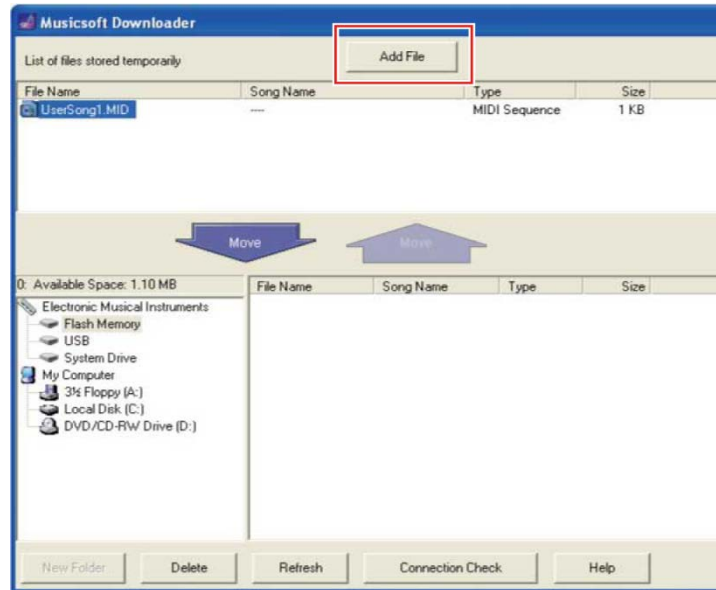 Musicsoft Downloader
List of files stored temporarily
Add File
File Name Song Name Type Size
UserSong1.MID ---- MIDI Sequence 1 KB
Move Move
0: Available Space: 1.10 MB
File Name Song Name Type Size
Electronic Musical Instruments
Flash Memory
USB
System Drive
My Computer
3½ Floppy (A:)
Local Disk (C:)
DVD/CD-RW Drive (D:)
New Folder Delete Refresh Connection Check Help